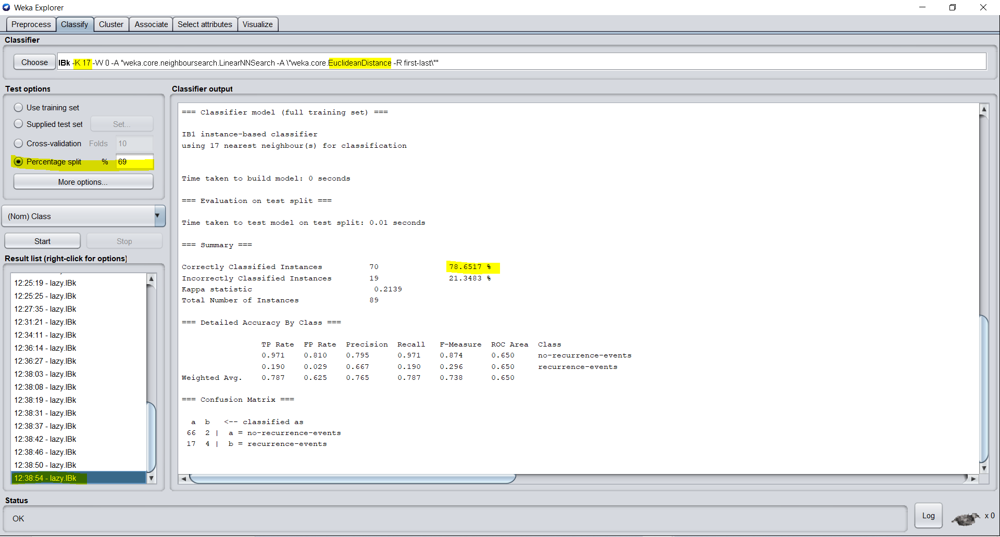 Weka Explorer
Preprocess Classify Cluster Associate Select attributes Visualize
Classifier
Choose IBk -K 17 -W 0 -A "weka.core.neighboursearch.LinearNNSearch -A \"weka.core.EuclideanDistance -R first-last\""
Test options
Use training set
Supplied test set Set...
Cross-validation Folds 10
Percentage split % 69
More options...
(Nom) Class
Start Stop
Result list (right-click for options)
12:25:19 - lazy.IBk
12:25:25 - lazy.IBk
12:27:35 - lazy.IBk
12:31:21 - lazy.IBk
12:34:11 - lazy.IBk
12:36:14 - lazy.IBk
12:36:27 - lazy.IBk
12:38:03 - lazy.IBk
12:38:08 - lazy.IBk
12:38:19 - lazy.IBk
12:38:31 - lazy.IBk
12:38:37 - lazy.IBk
12:38:42 - lazy.IBk
12:38:46 - lazy.IBk
12:38:50 - lazy.IBk
12:38:54 - lazy.IBk
Classifier output
=== Classifier model (full training set) ===
IB1 instance-based classifier
using 17 nearest neighbour(s) for classification
Time taken to build model: 0 seconds
=== Evaluation on test split ===
Time taken to test model on test split: 0.01 seconds
=== Summary ===
Correctly Classified Instances 70 78.6517 %
Incorrectly Classified Instances 19 21.3483 %
Kappa statistic 0.2139
Total Number of Instances 89
=== Detailed Accuracy By Class ===
TP Rate FP Rate Precision Recall F-Measure ROC Area Class
0.971 0.810 0.795 0.971 0.874 0.650 no-recurrence-events
0.190 0.029 0.667 0.190 0.296 0.650 recurrence-events
Weighted Avg. 0.787 0.625 0.765 0.787 0.738 0.650
=== Confusion Matrix ===
a b <-- classified as
66 2 | a = no-recurrence-events
17 4 | b = recurrence-events
Status
OK
Log x 0